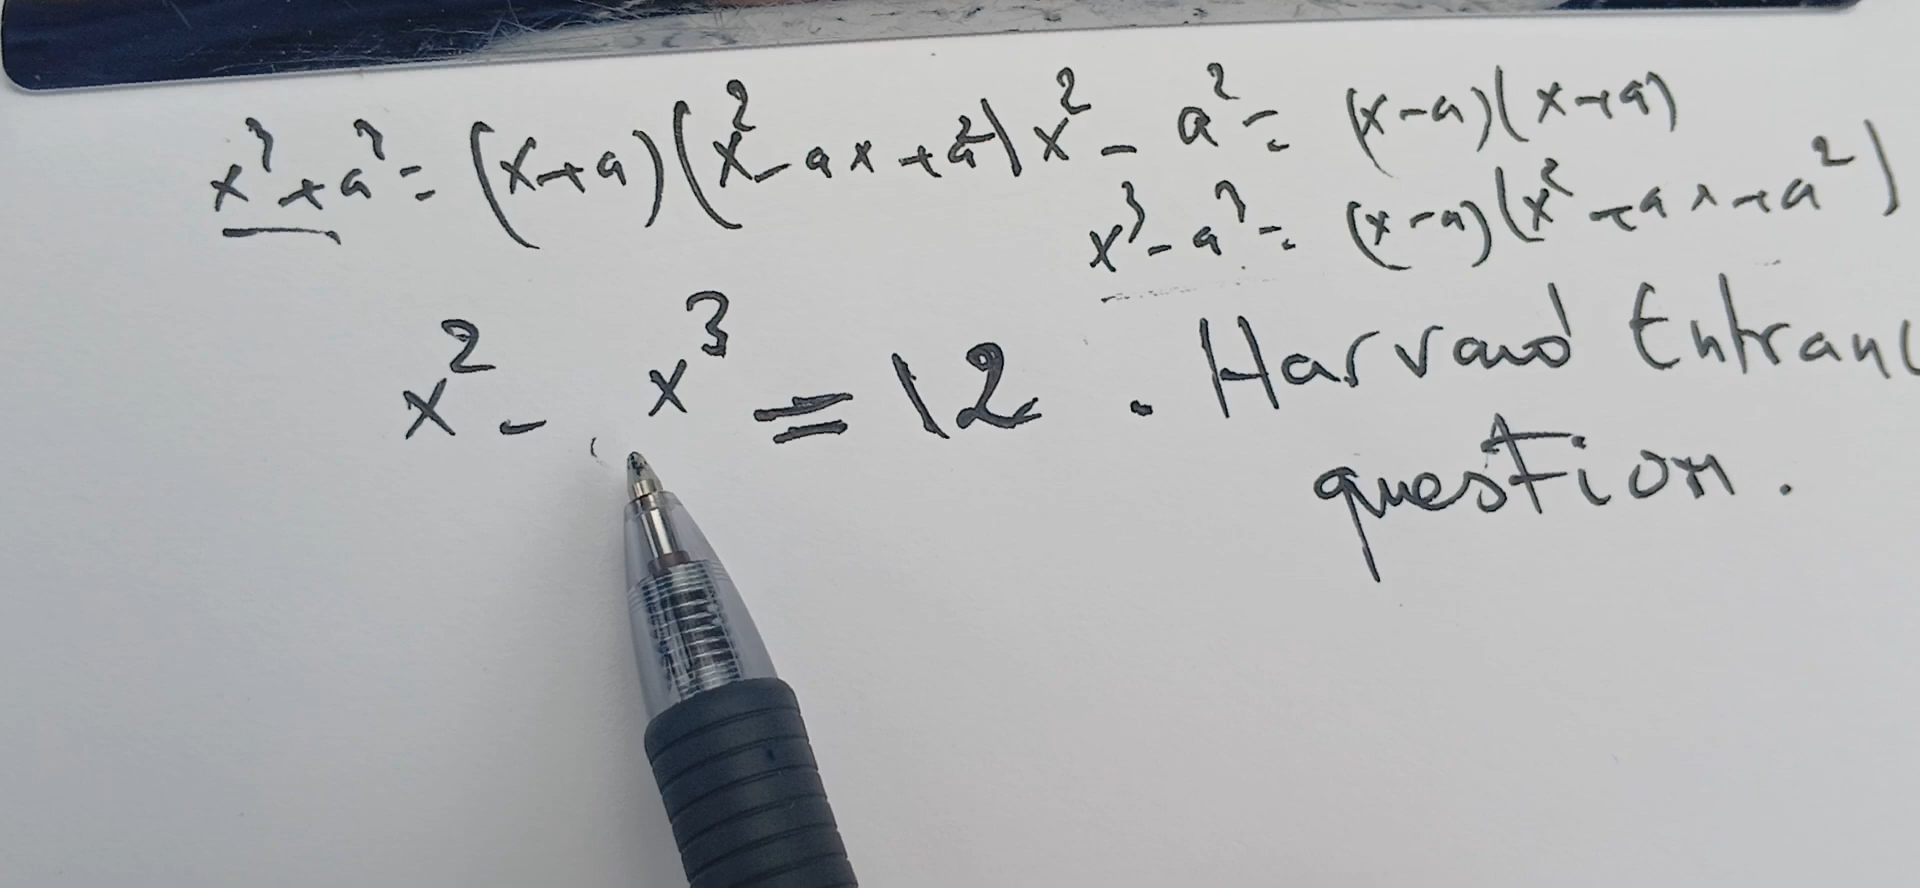 x³+a³=(x+a)(x²-ax+a²) x²-a²=(x-a)(x+a)
x³-a³=(x-a)(x²+ax+a²)
x²-x³=12. Harvard Entranc
question.